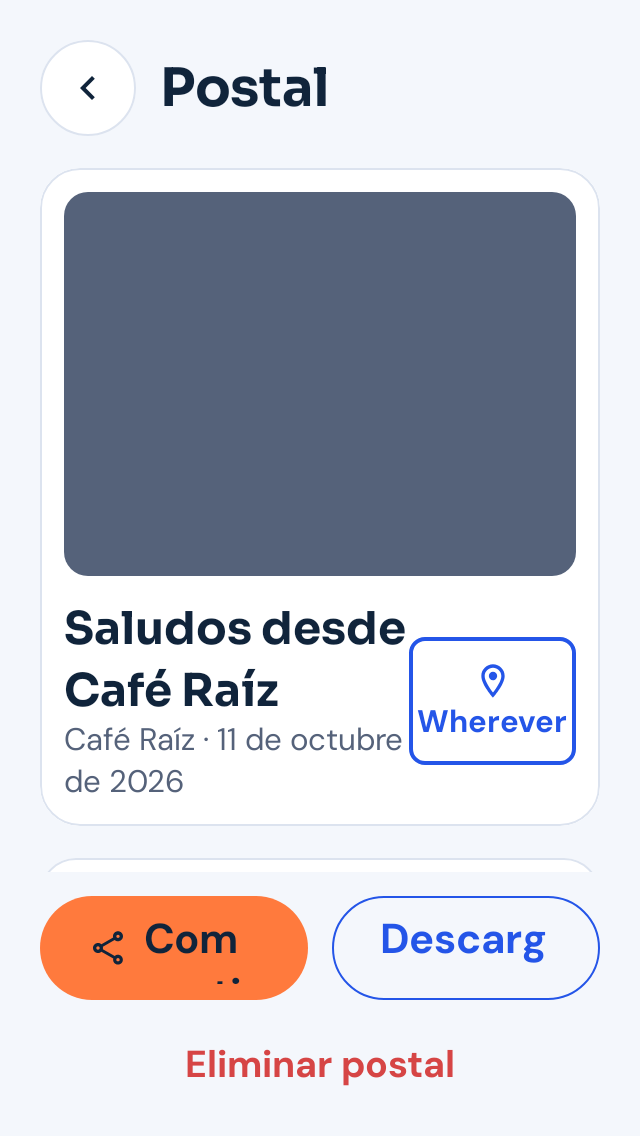 Postal
Saludos desde
Café Raíz
Café Raíz · 11 de octubre
de 2026
Wherever
Com
Descarg
Eliminar postal